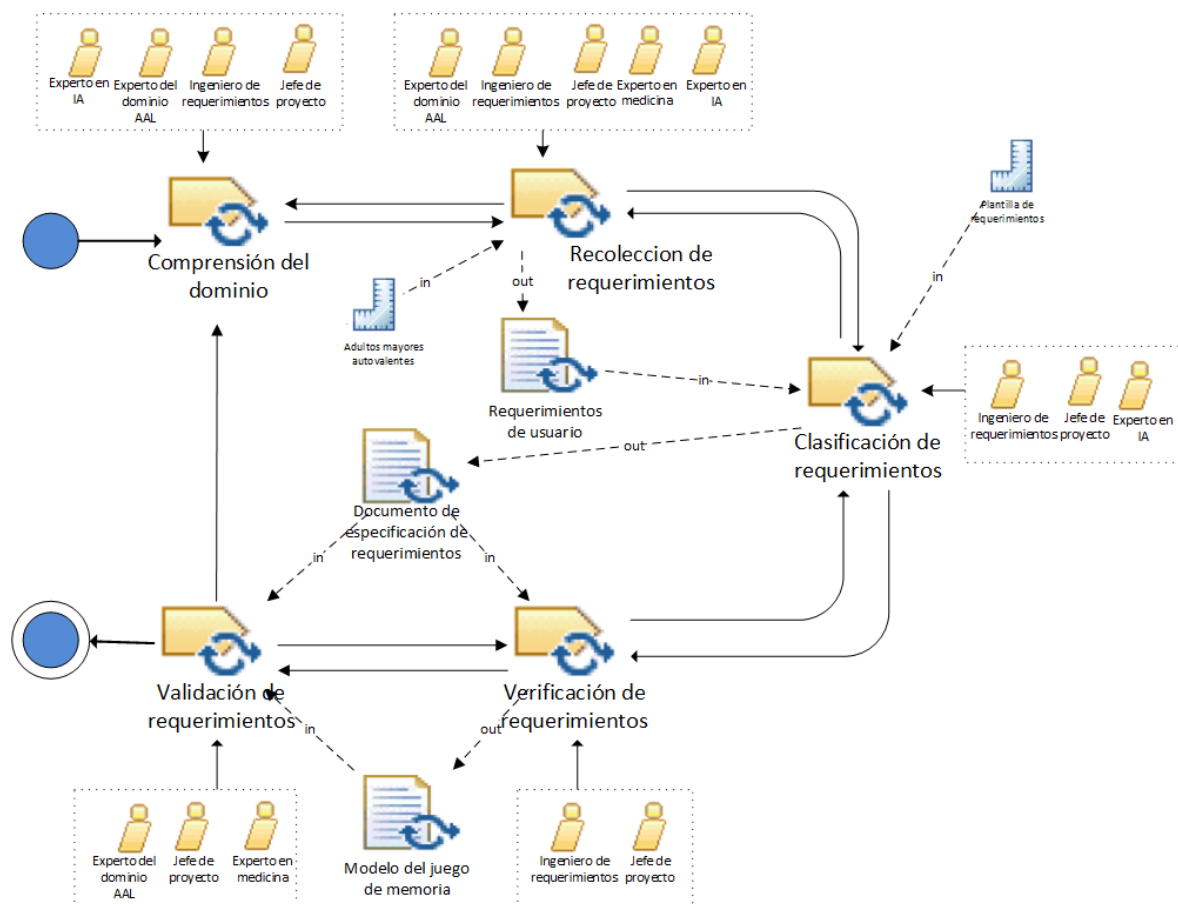 Experto en
IA
Experto del
dominio
AAL
Ingeniero de
requerimientos
Jefe de
proyecto
Experto del
dominio
AAL
Ingeniero de
requerimientos
Jefe de
proyecto
Experto en
medicina
Experto en
IA
Plantilla de
requerimientos
Comprensión del
dominio
Recoleccion de
requerimientos
in
out
in
Adultos mayores
autovalentes
Requerimientos
de usuario
in
Clasificación de
requerimientos
Ingeniero de
requerimientos
Jefe de
proyecto
Experto en
IA
out
Documento de
especificación de
requerimientos
in
in
Validación de
requerimientos
Verificación de
requerimientos
in
out
Experto del
dominio
AAL
Jefe de
proyecto
Experto en
medicina
Modelo del juego
de memoria
Ingeniero de
requerimientos
Jefe de
proyecto